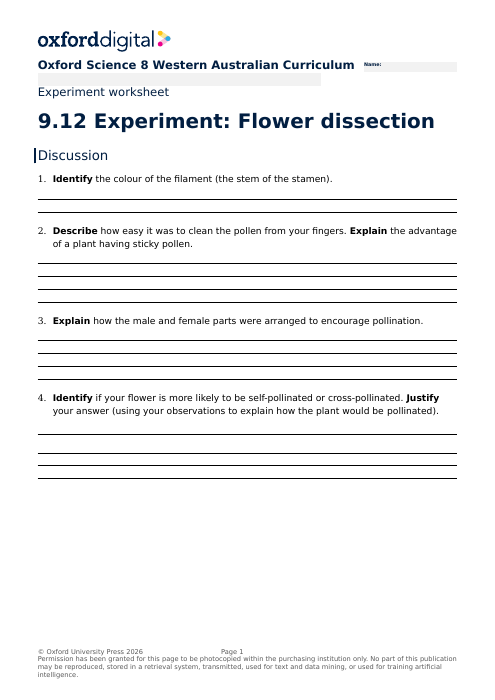 oxforddigital
Oxford Science 8 Western Australian Curriculum Name:
Experiment worksheet
9.12 Experiment: Flower dissection
Discussion
1. Identify the colour of the filament (the stem of the stamen).
2. Describe how easy it was to clean the pollen from your fingers. Explain the advantage
of a plant having sticky pollen.
3. Explain how the male and female parts were arranged to encourage pollination.
4. Identify if your flower is more likely to be self-pollinated or cross-pollinated. Justify
your answer (using your observations to explain how the plant would be pollinated).
© Oxford University Press 2026 Page 1
Permission has been granted for this page to be photocopied within the purchasing institution only. No part of this publication
may be reproduced, stored in a retrieval system, transmitted, used for text and data mining, or used for training artificial
intelligence.